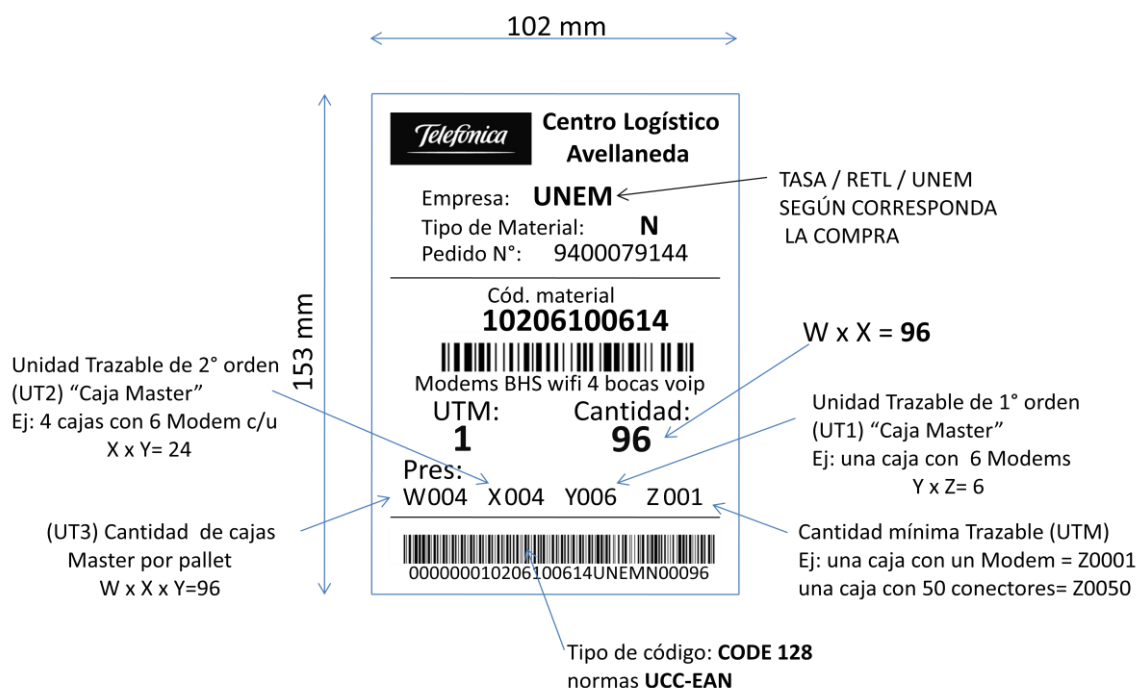 102 mm
153 mm
Telefónica
Centro Logístico
Avellaneda
Empresa: UNEM
Tipo de Material: N
Pedido N°: 9400079144
TASA / RETL / UNEM
SEGÚN CORRESPONDA
LA COMPRA
Cód. material
10206100614
Modems BHS wifi 4 bocas voip
UTM: Cantidad:
1 96
Pres:
W004 X004 Y006 Z001
000000010206100614UNEMN00096
W x X = 96
Unidad Trazable de 2° orden
(UT2) “Caja Master”
Ej: 4 cajas con 6 Modem c/u
X x Y= 24
Unidad Trazable de 1° orden
(UT1) “Caja Master”
Ej: una caja con 6 Modems
Y x Z= 6
(UT3) Cantidad de cajas
Master por pallet
W x X x Y=96
Cantidad mínima Trazable (UTM)
Ej: una caja con un Modem = Z0001
una caja con 50 conectores= Z0050
Tipo de código: CODE 128
normas UCC-EAN